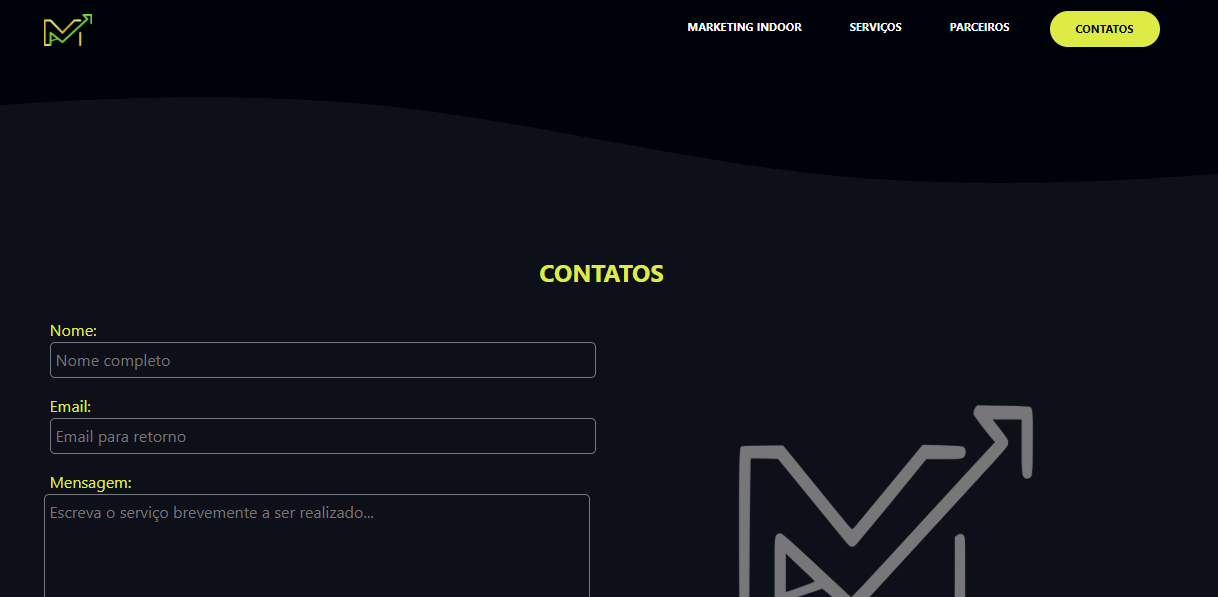 MARKETING INDOOR
SERVIÇOS
PARCEIROS
CONTATOS
CONTATOS
Nome:
Nome completo
Email:
Email para retorno
Mensagem:
Escreva o serviço brevemente a ser realizado...